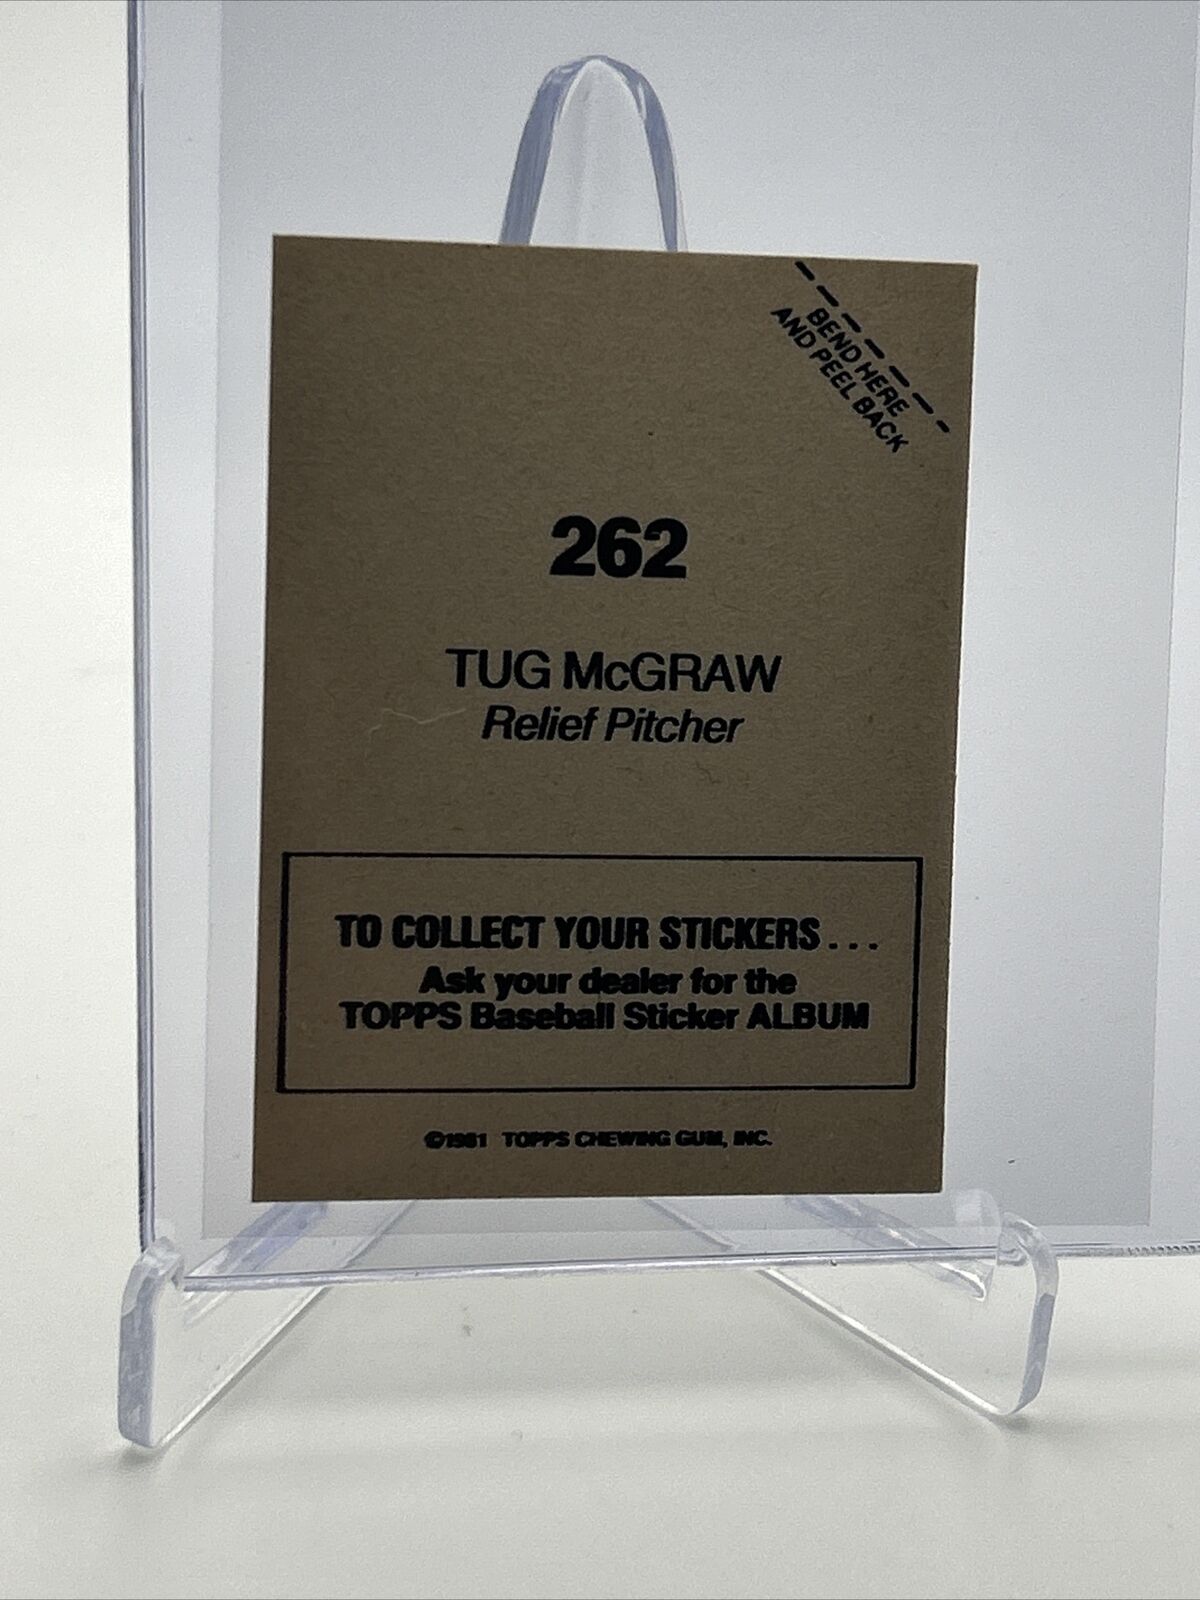 BEND HERE
AND PEEL BACK
262
TUG McGRAW
Relief Pitcher
TO COLLECT YOUR STICKERS...
Ask your dealer for the
TOPPS Baseball Sticker ALBUM
©1981 TOPPS CHEWING GUM, INC.